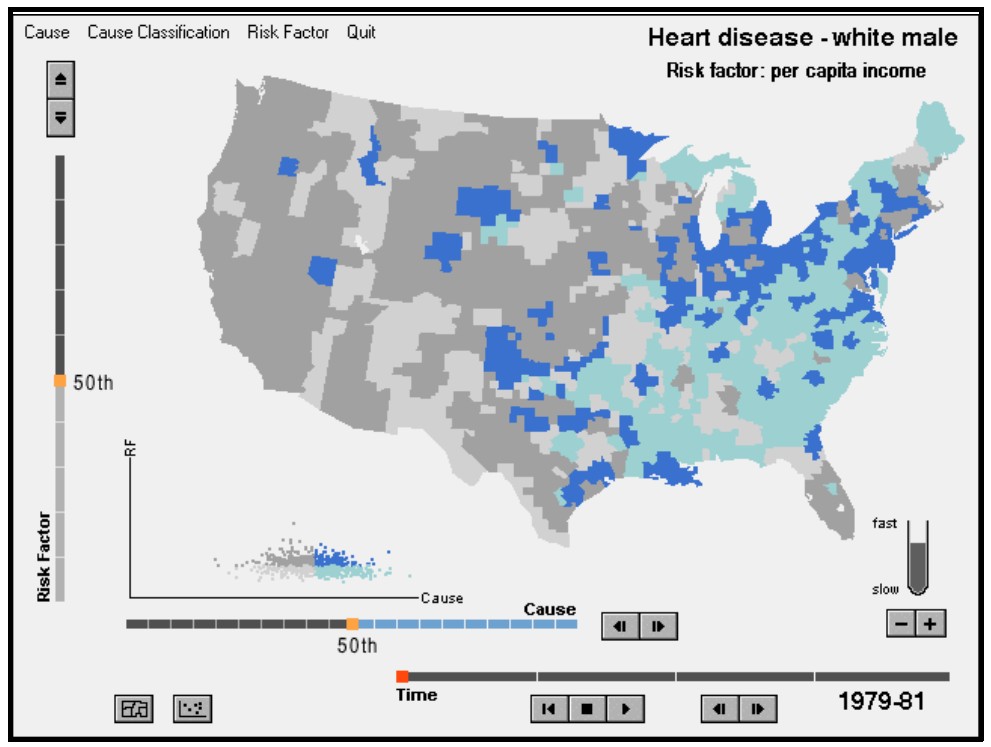 Cause Cause Classification Risk Factor Quit
Heart disease - white male
Risk factor: per capita income
50th
RF
Risk Factor
Cause
Cause
50th
fast
slow
Time
1979-81